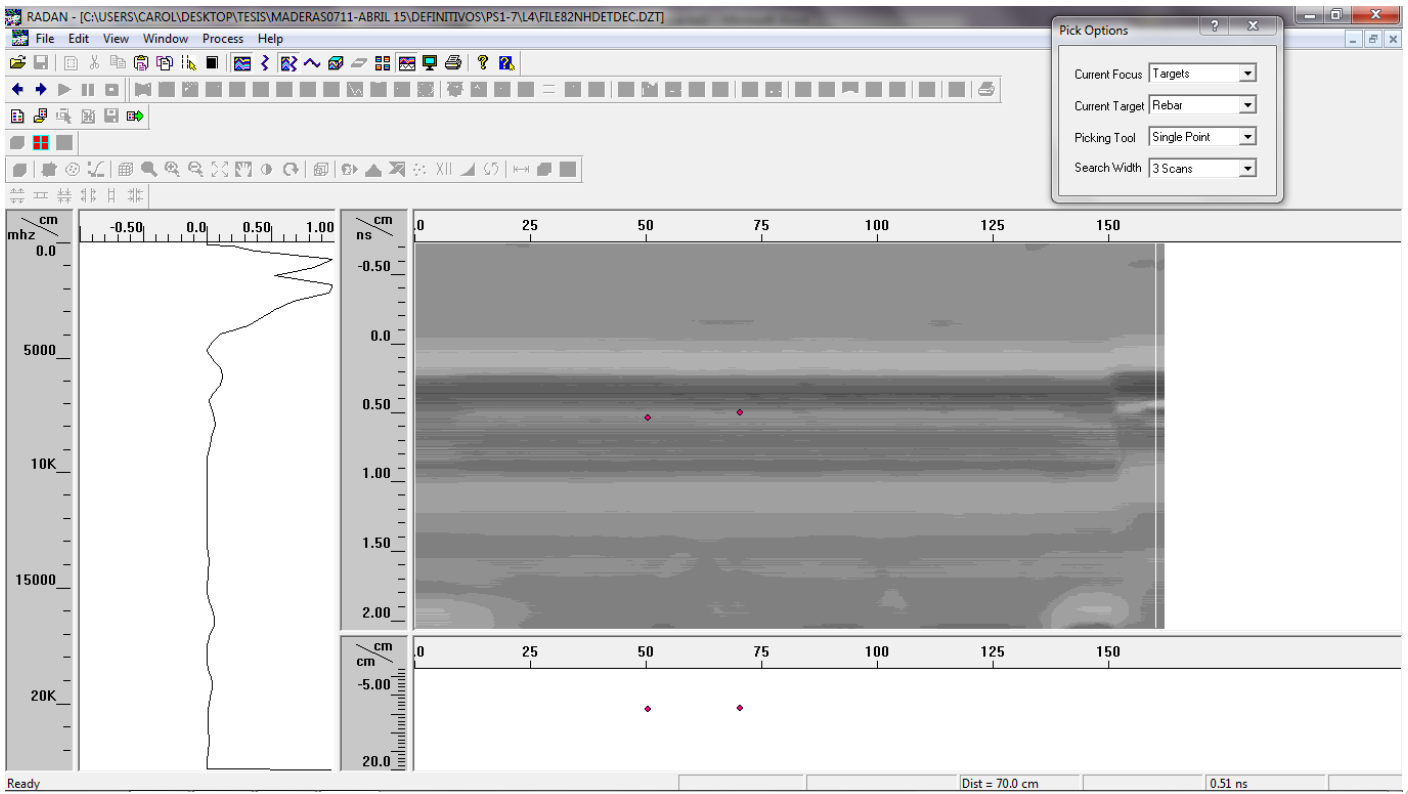 RADAN - [C:\USERS\CAROL\DESKTOP\TESIS\MADERAS0711-ABRIL 15\DEFINITIVOS\PS1-7\L4\FILE82NHDETDEC.DZT]
File Edit View Window Process Help
Pick Options
Current Focus Targets
Current Target Rebar
Picking Tool Single Point
Search Width 3 Scans
cm
mhz
-0.50 0.0 0.50 1.00
cm
ns
.0 25 50 75 100 125 150
0.0
5000
10K
15000
20K
-0.50
0.0
0.50
1.00
1.50
2.00
cm
cm
.0 25 50 75 100 125 150
-5.00
20.0
Ready
Dist = 70.0 cm
0.51 ns